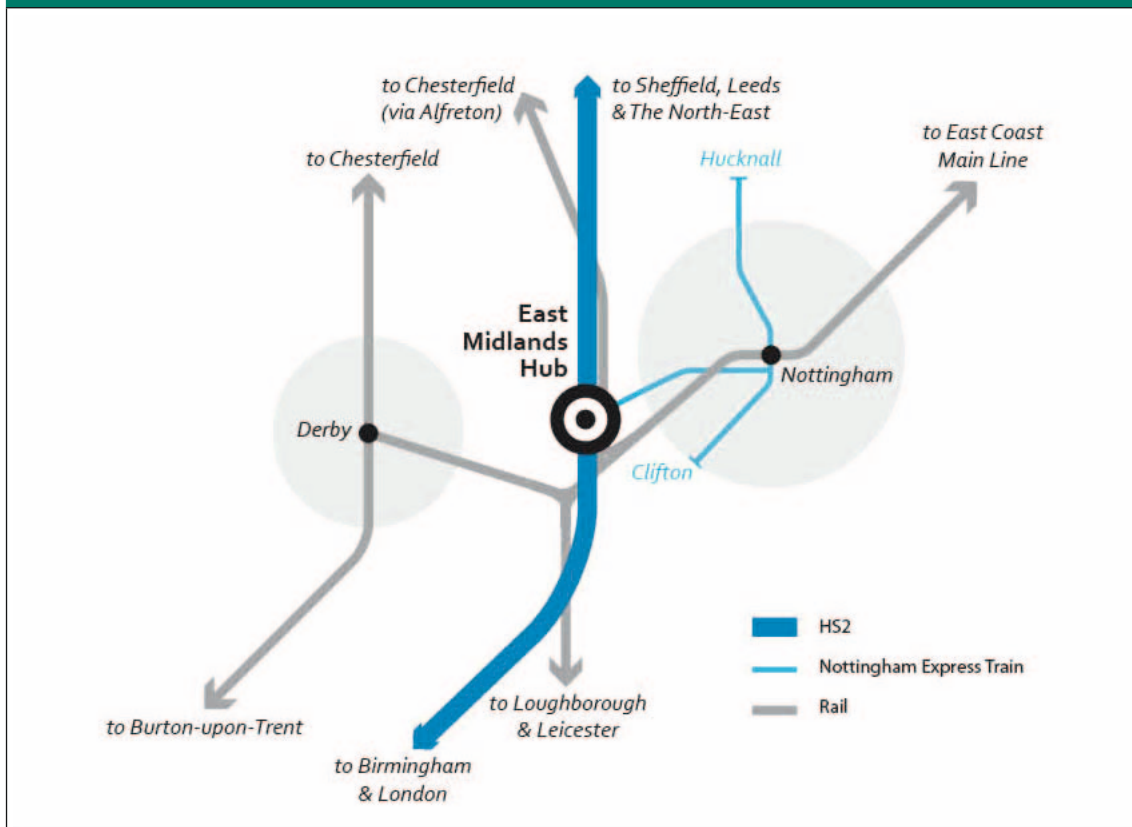 to Chesterfield
(via Alfreton)
to Sheffield, Leeds
& The North-East
to East Coast
Main Line
to Chesterfield
Hucknall
East
Midlands
Hub
Nottingham
Derby
Clifton
HS2
Nottingham Express Train
Rail
to Burton-upon-Trent
to Loughborough
& Leicester
to Birmingham
& London